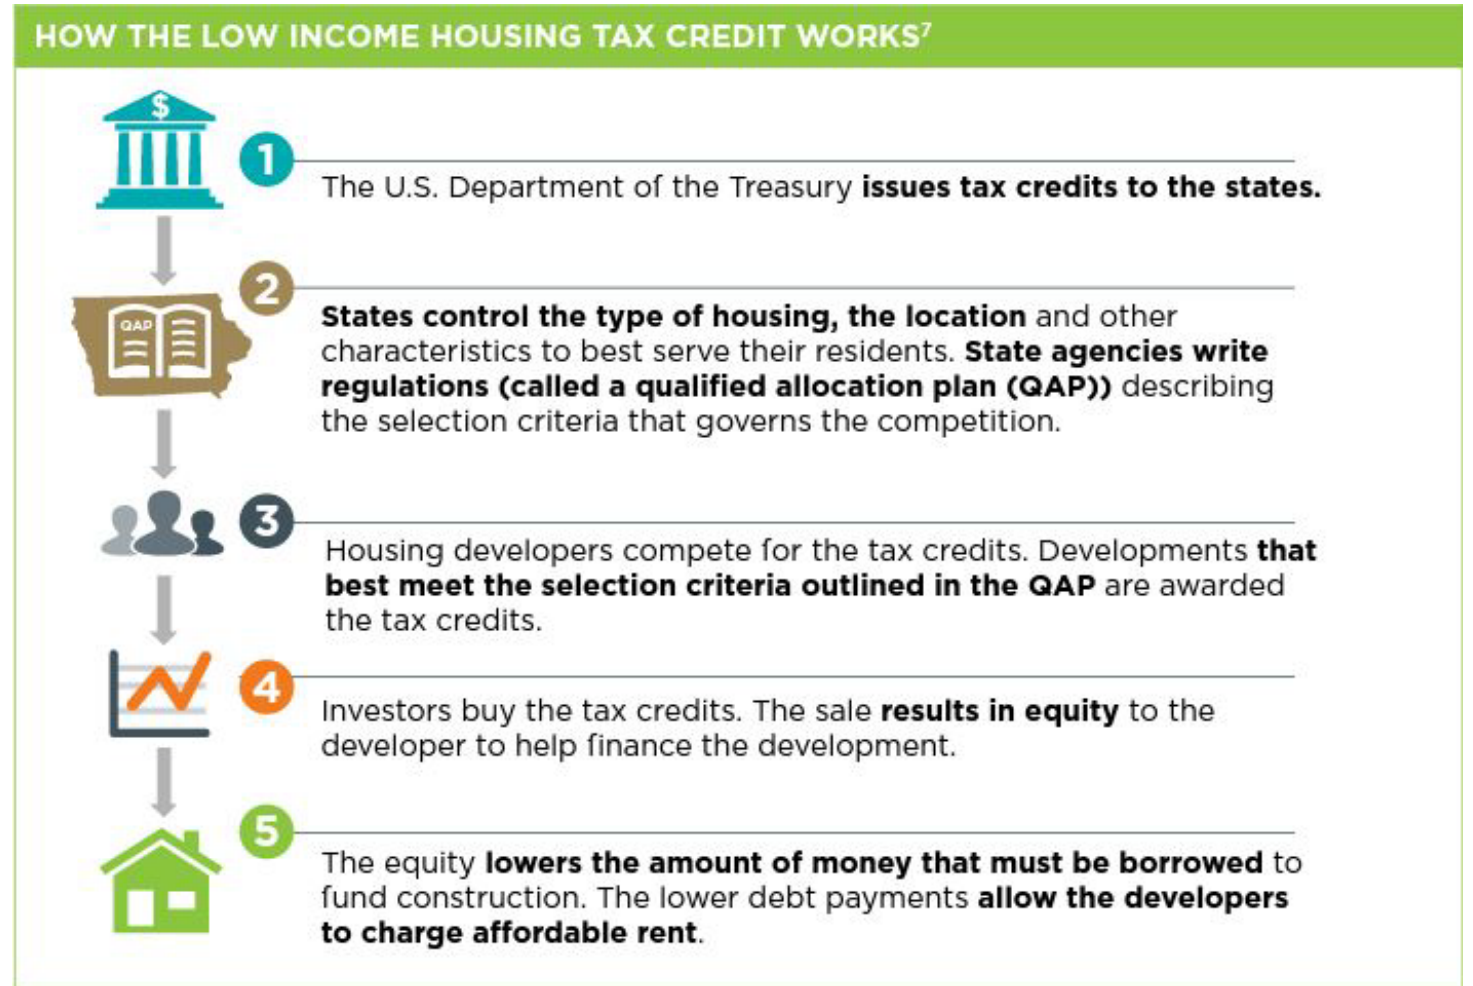 HOW THE LOW INCOME HOUSING TAX CREDIT WORKS⁷
$
1
The U.S. Department of the Treasury issues tax credits to the states.
2
QAP
States control the type of housing, the location and other
characteristics to best serve their residents. State agencies write
regulations (called a qualified allocation plan (QAP)) describing
the selection criteria that governs the competition.
3
Housing developers compete for the tax credits. Developments that
best meet the selection criteria outlined in the QAP are awarded
the tax credits.
4
Investors buy the tax credits. The sale results in equity to the
developer to help finance the development.
5
The equity lowers the amount of money that must be borrowed to
fund construction. The lower debt payments allow the developers
to charge affordable rent.